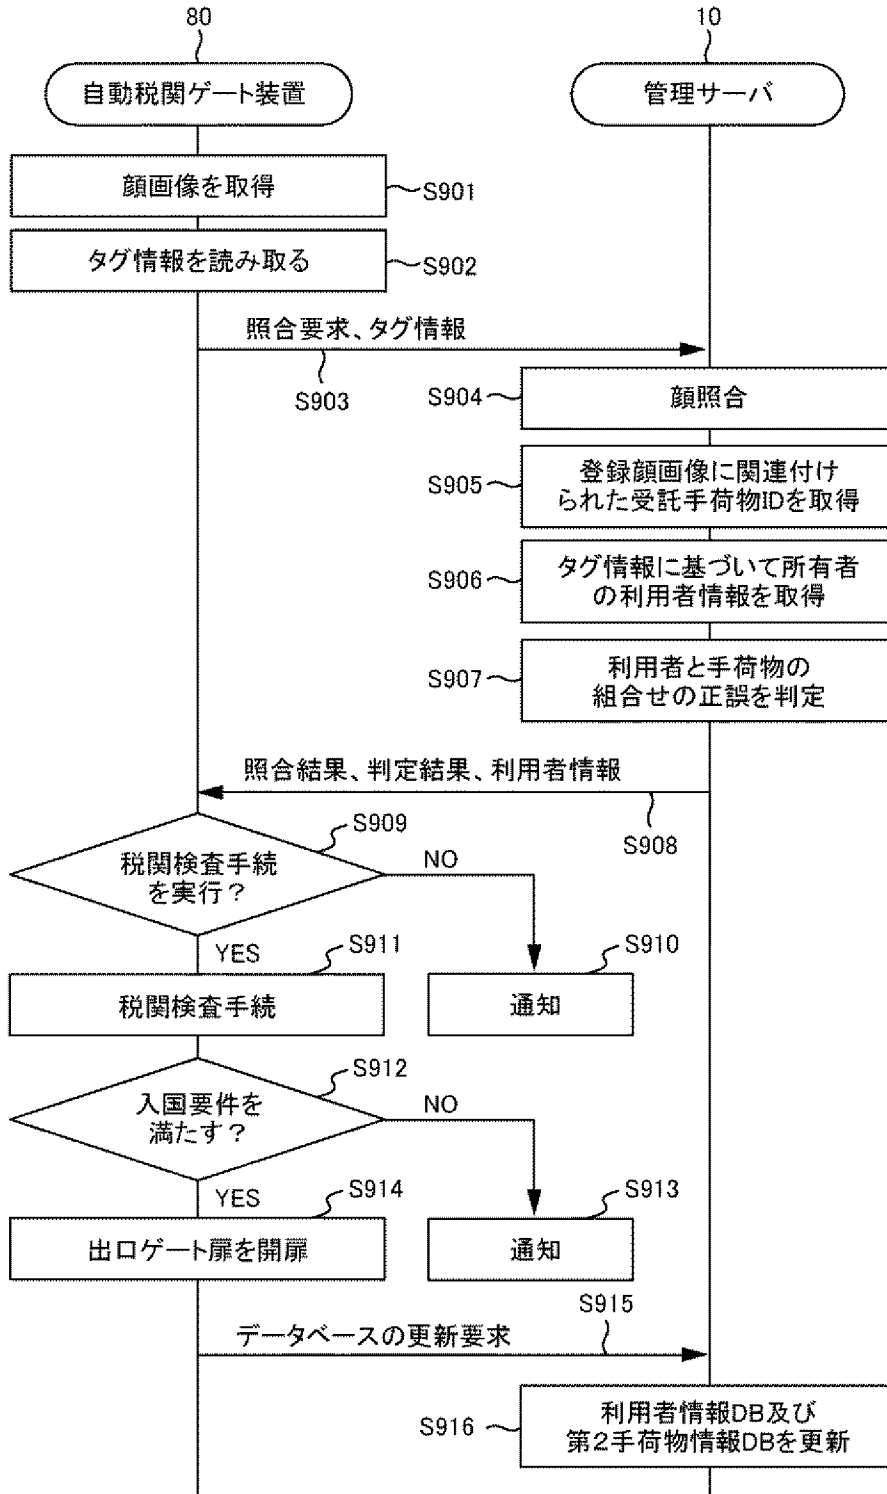 80
10
自動税関ゲート装置
管理サーバ
顔画像を取得
S901
タグ情報を読み取る
S902
照合要求、タグ情報
S903
S904
顔照合
S905
登録顔画像に関連付け
られた受託手荷物IDを取得
S906
タグ情報に基づいて所有者
の利用者情報を取得
S907
利用者と手荷物の
組合せの正誤を判定
照合結果、判定結果、利用者情報
S908
S909
税関検査手続
を実行?
NO
YES
S911
S910
税関検査手続
通知
S912
入国要件を
満たす?
NO
YES
S914
S913
出口ゲート扉を開扉
通知
S915
データベースの更新要求
S916
利用者情報DB及び
第2手荷物情報DBを更新